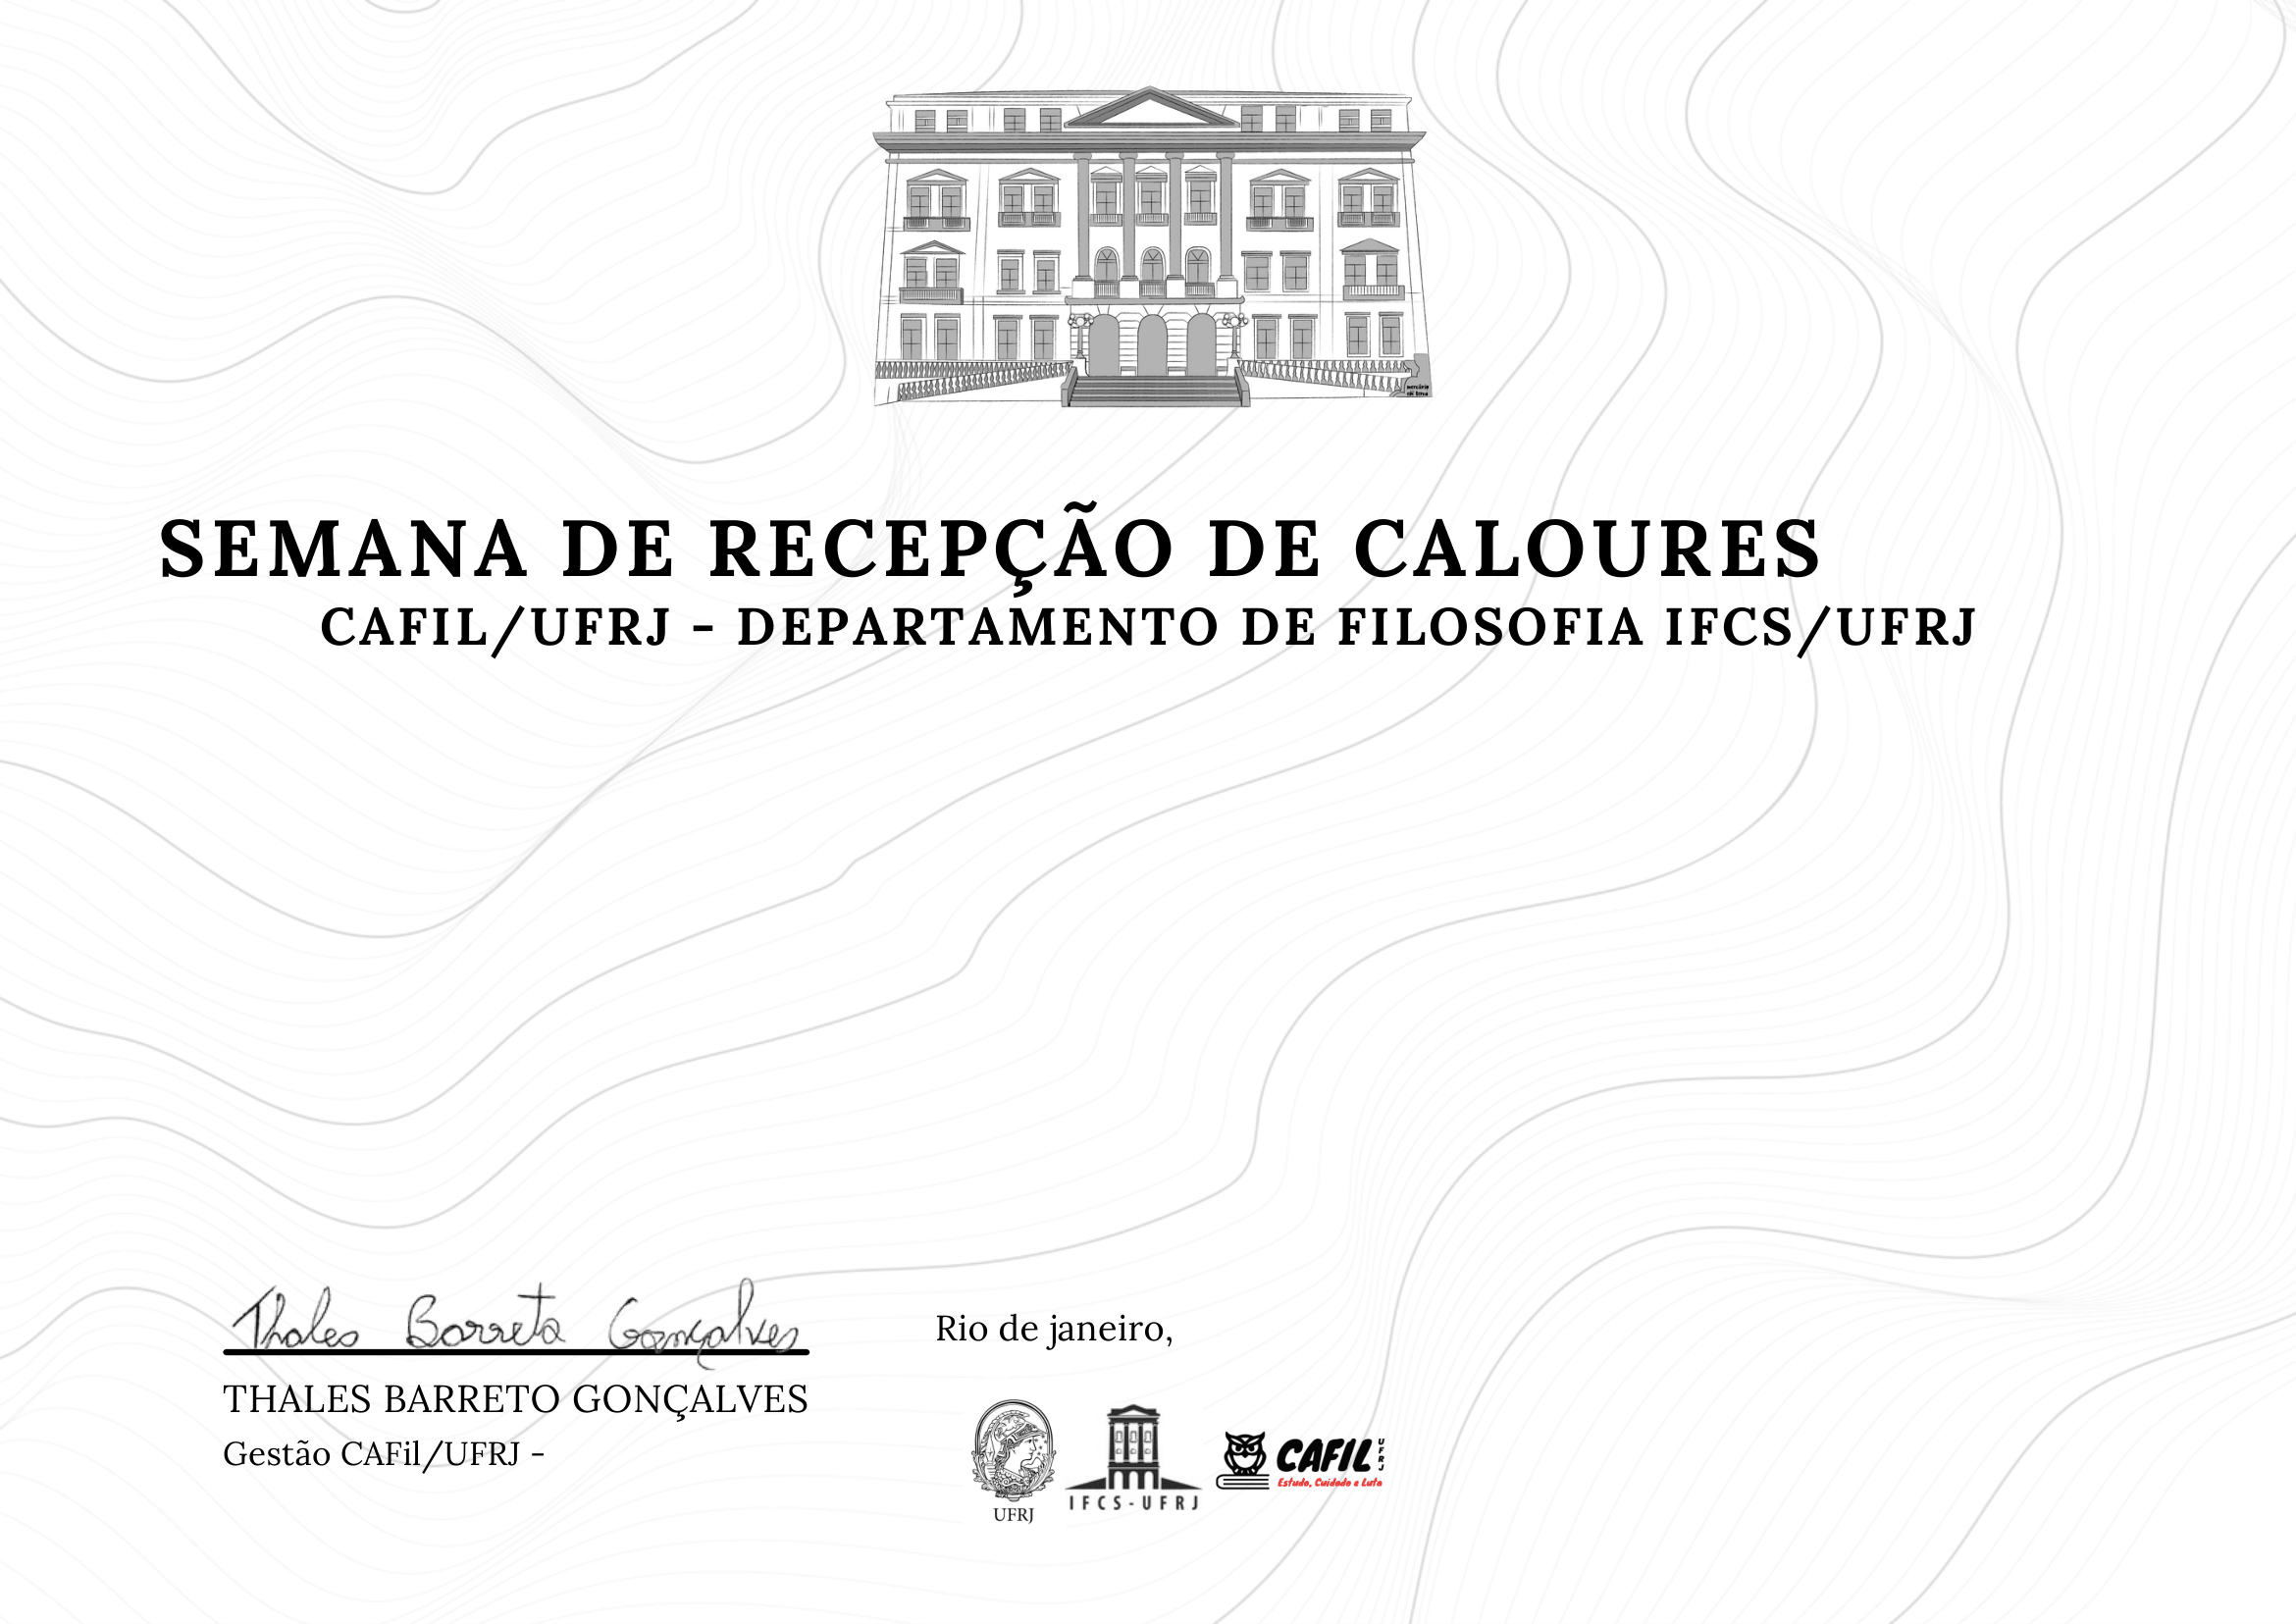 SEMANA DE RECEPÇÃO DE CALOURES
CAFIL/UFRJ - DEPARTAMENTO DE FILOSOFIA IFCS/UFRJ
Thales Barreto Gonçalves
THALES BARRETO GONÇALVES
Gestão CAFil/UFRJ -
Rio de janeiro,
UFRJ
IFCS-UFRJ
CAFIL UFRJ
Estudo, Cuidado e Luta